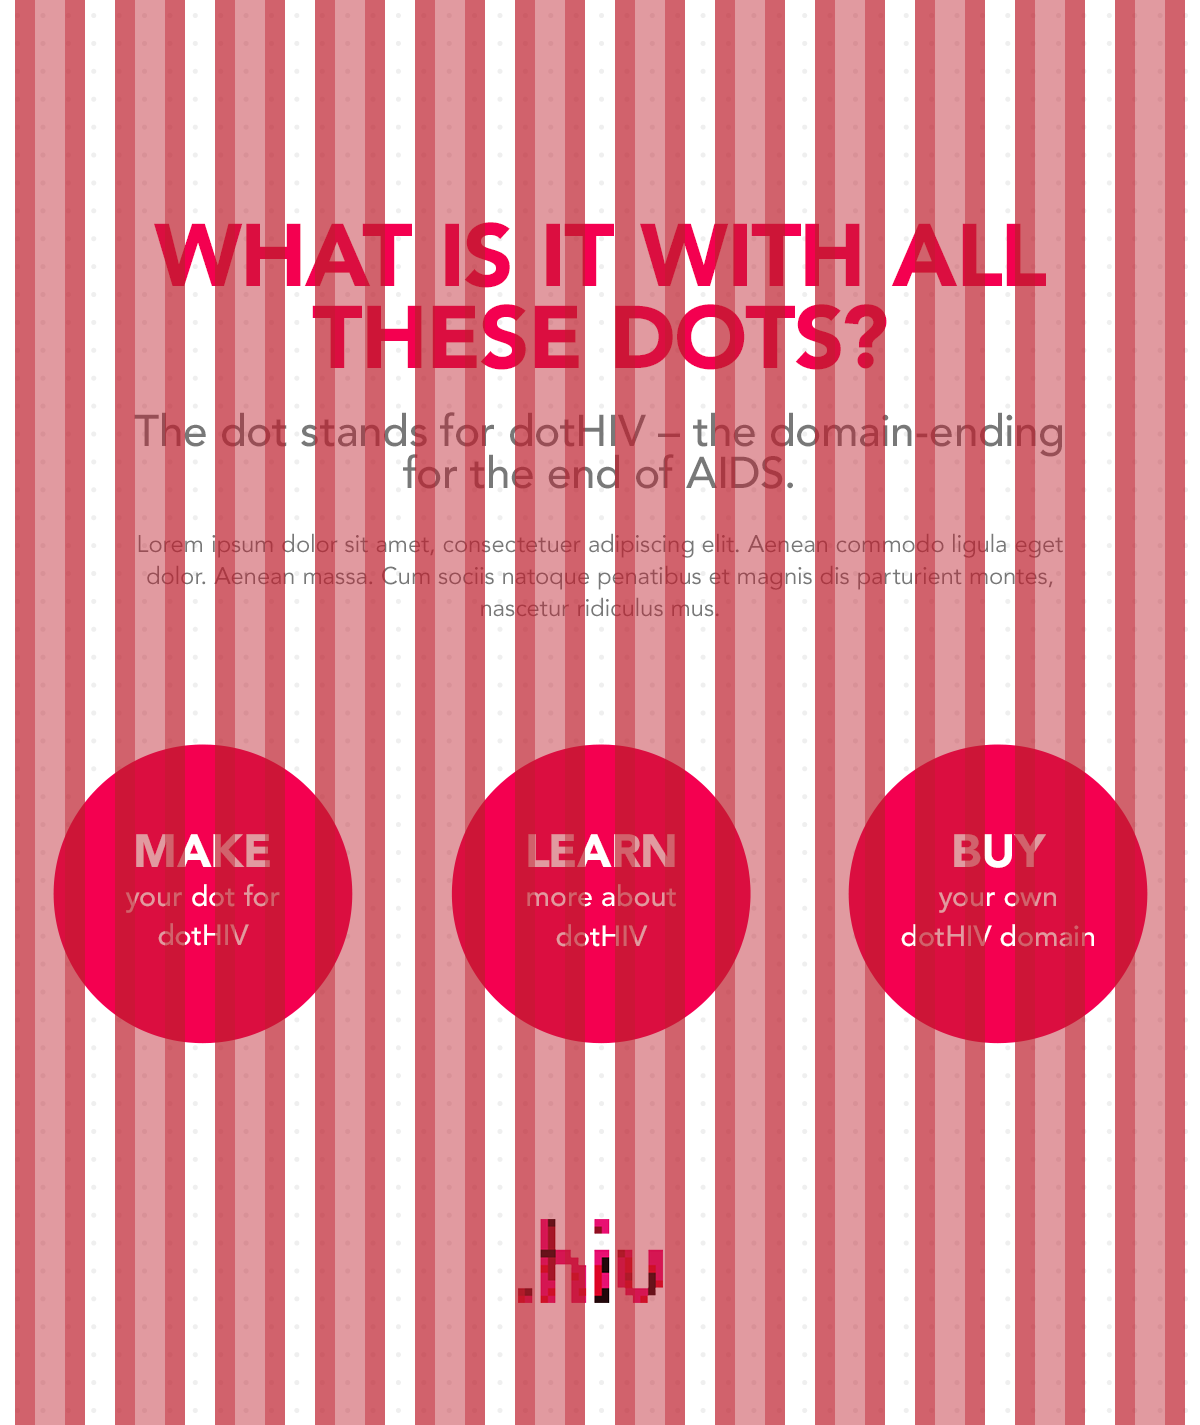 WHAT IS IT WITH ALL
THESE DOTS?
The dot stands for dotHIV – the domain-ending
for the end of AIDS.
Lorem ipsum dolor sit amet, consectetuer adipiscing elit. Aenean commodo ligula eget
dolor. Aenean massa. Cum sociis natoque penatibus et magnis dis parturient montes,
nascetur ridiculus mus.
MAKE
your dot for
dotHIV
LEARN
more about
dotHIV
BUY
your own
dotHIV domain
.hiv